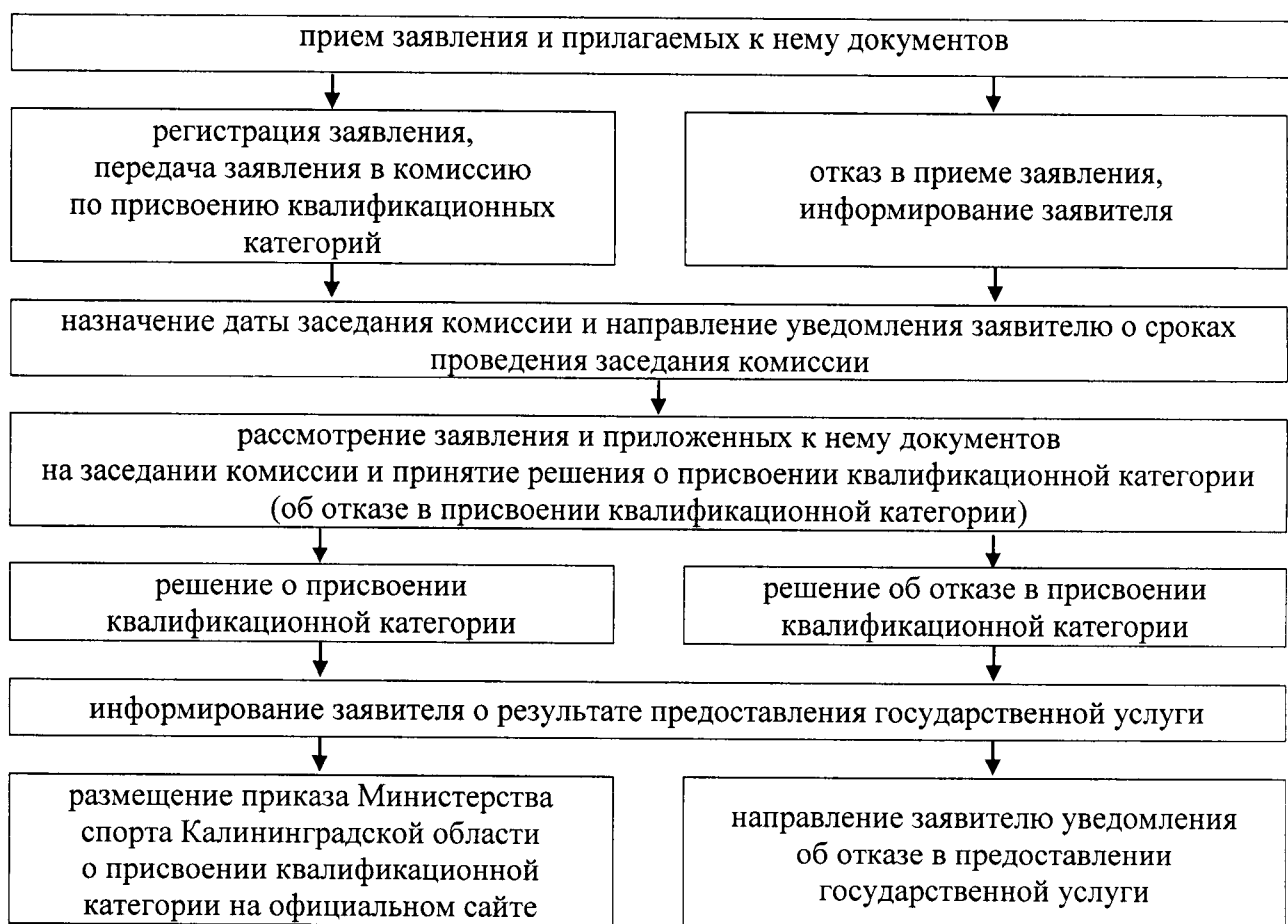 прием заявления и прилагаемых к нему документов
регистрация заявления,
передача заявления в комиссию
по присвоению квалификационных
категорий
отказ в приеме заявления,
информирование заявителя
назначение даты заседания комиссии и направление уведомления заявителю о сроках
проведения заседания комиссии
рассмотрение заявления и приложенных к нему документов
на заседании комиссии и принятие решения о присвоении квалификационной категории
(об отказе в присвоении квалификационной категории)
решение о присвоении
квалификационной категории
решение об отказе в присвоении
квалификационной категории
информирование заявителя о результате предоставления государственной услуги
размещение приказа Министерства
спорта Калининградской области
о присвоении квалификационной
категории на официальном сайте
направление заявителю уведомления
об отказе в предоставлении
государственной услуги